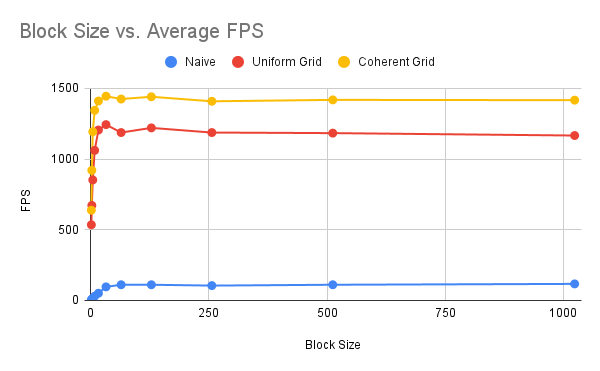 Block Size vs. Average FPS
Naive Uniform Grid Coherent Grid
1500
1000
500
0
FPS
0 250 500 750 1000
Block Size